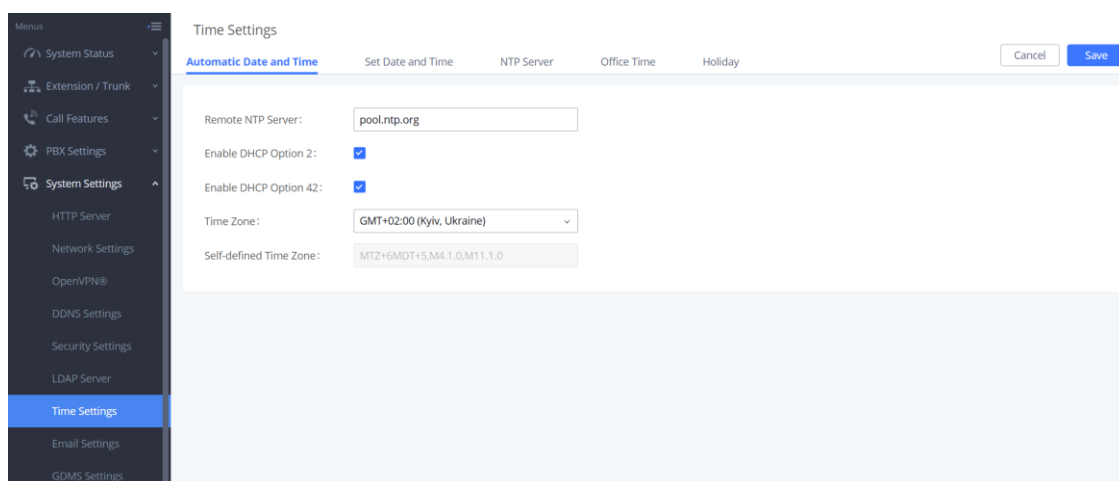 Menus
System Status
Extension / Trunk
Call Features
PBX Settings
System Settings
HTTP Server
Network Settings
OpenVPN®
DDNS Settings
Security Settings
LDAP Server
Time Settings
Email Settings
GDMS Settings
Time Settings
Automatic Date and Time Set Date and Time NTP Server Office Time Holiday
Cancel Save
Remote NTP Server: pool.ntp.org
Enable DHCP Option 2:
Enable DHCP Option 42:
Time Zone: GMT+02:00 (Kyiv, Ukraine)
Self-defined Time Zone: MTZ+6MDT+5,M4.1.0,M11.1.0